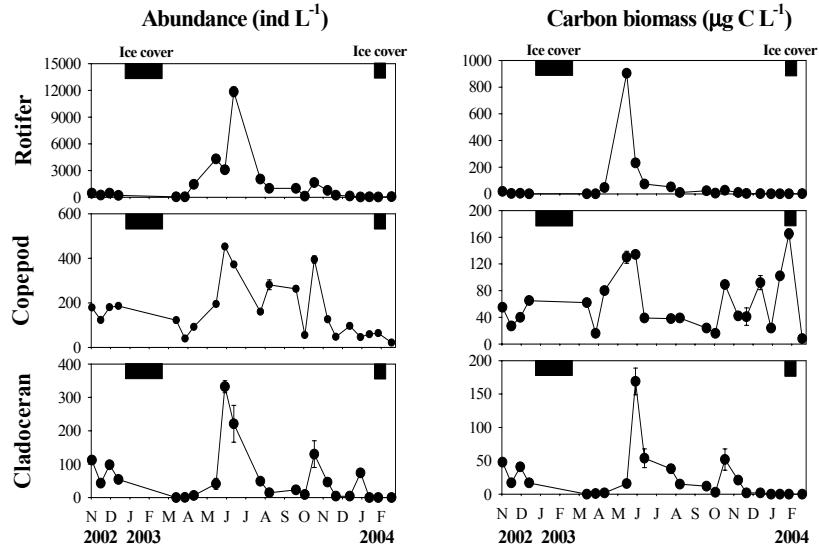 Abundance (ind L-1)
Carbon biomass (µg C L-1)
Ice cover
Ice cover
Ice cover
Ice cover
Rotifer
15000
12000
9000
6000
3000
0
1000
800
600
400
200
0
Copepod
600
400
200
0
200
160
120
80
40
0
Cladoceran
400
300
200
100
0
200
150
100
50
0
N D J F M A M J J A S O N D J F
N D J F M A M J J A S O N D J F
2002 2003 2004
2002 2003 2004